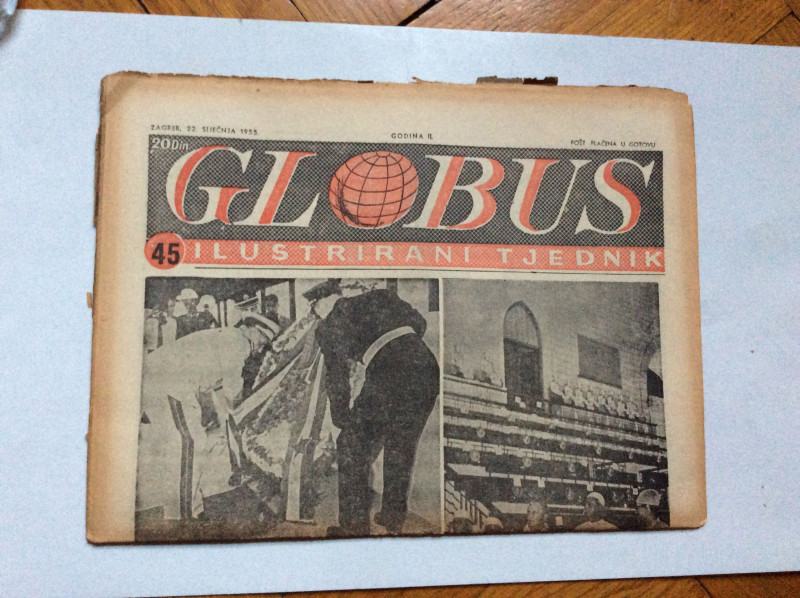 ZAGREB, 22. SIJEČNJA 1955.
GODINA II.
POŠT. PLAĆENA U GOTOVU
20 Din
GLOBUS
45
ILUSTRIRANI TJEDNIK